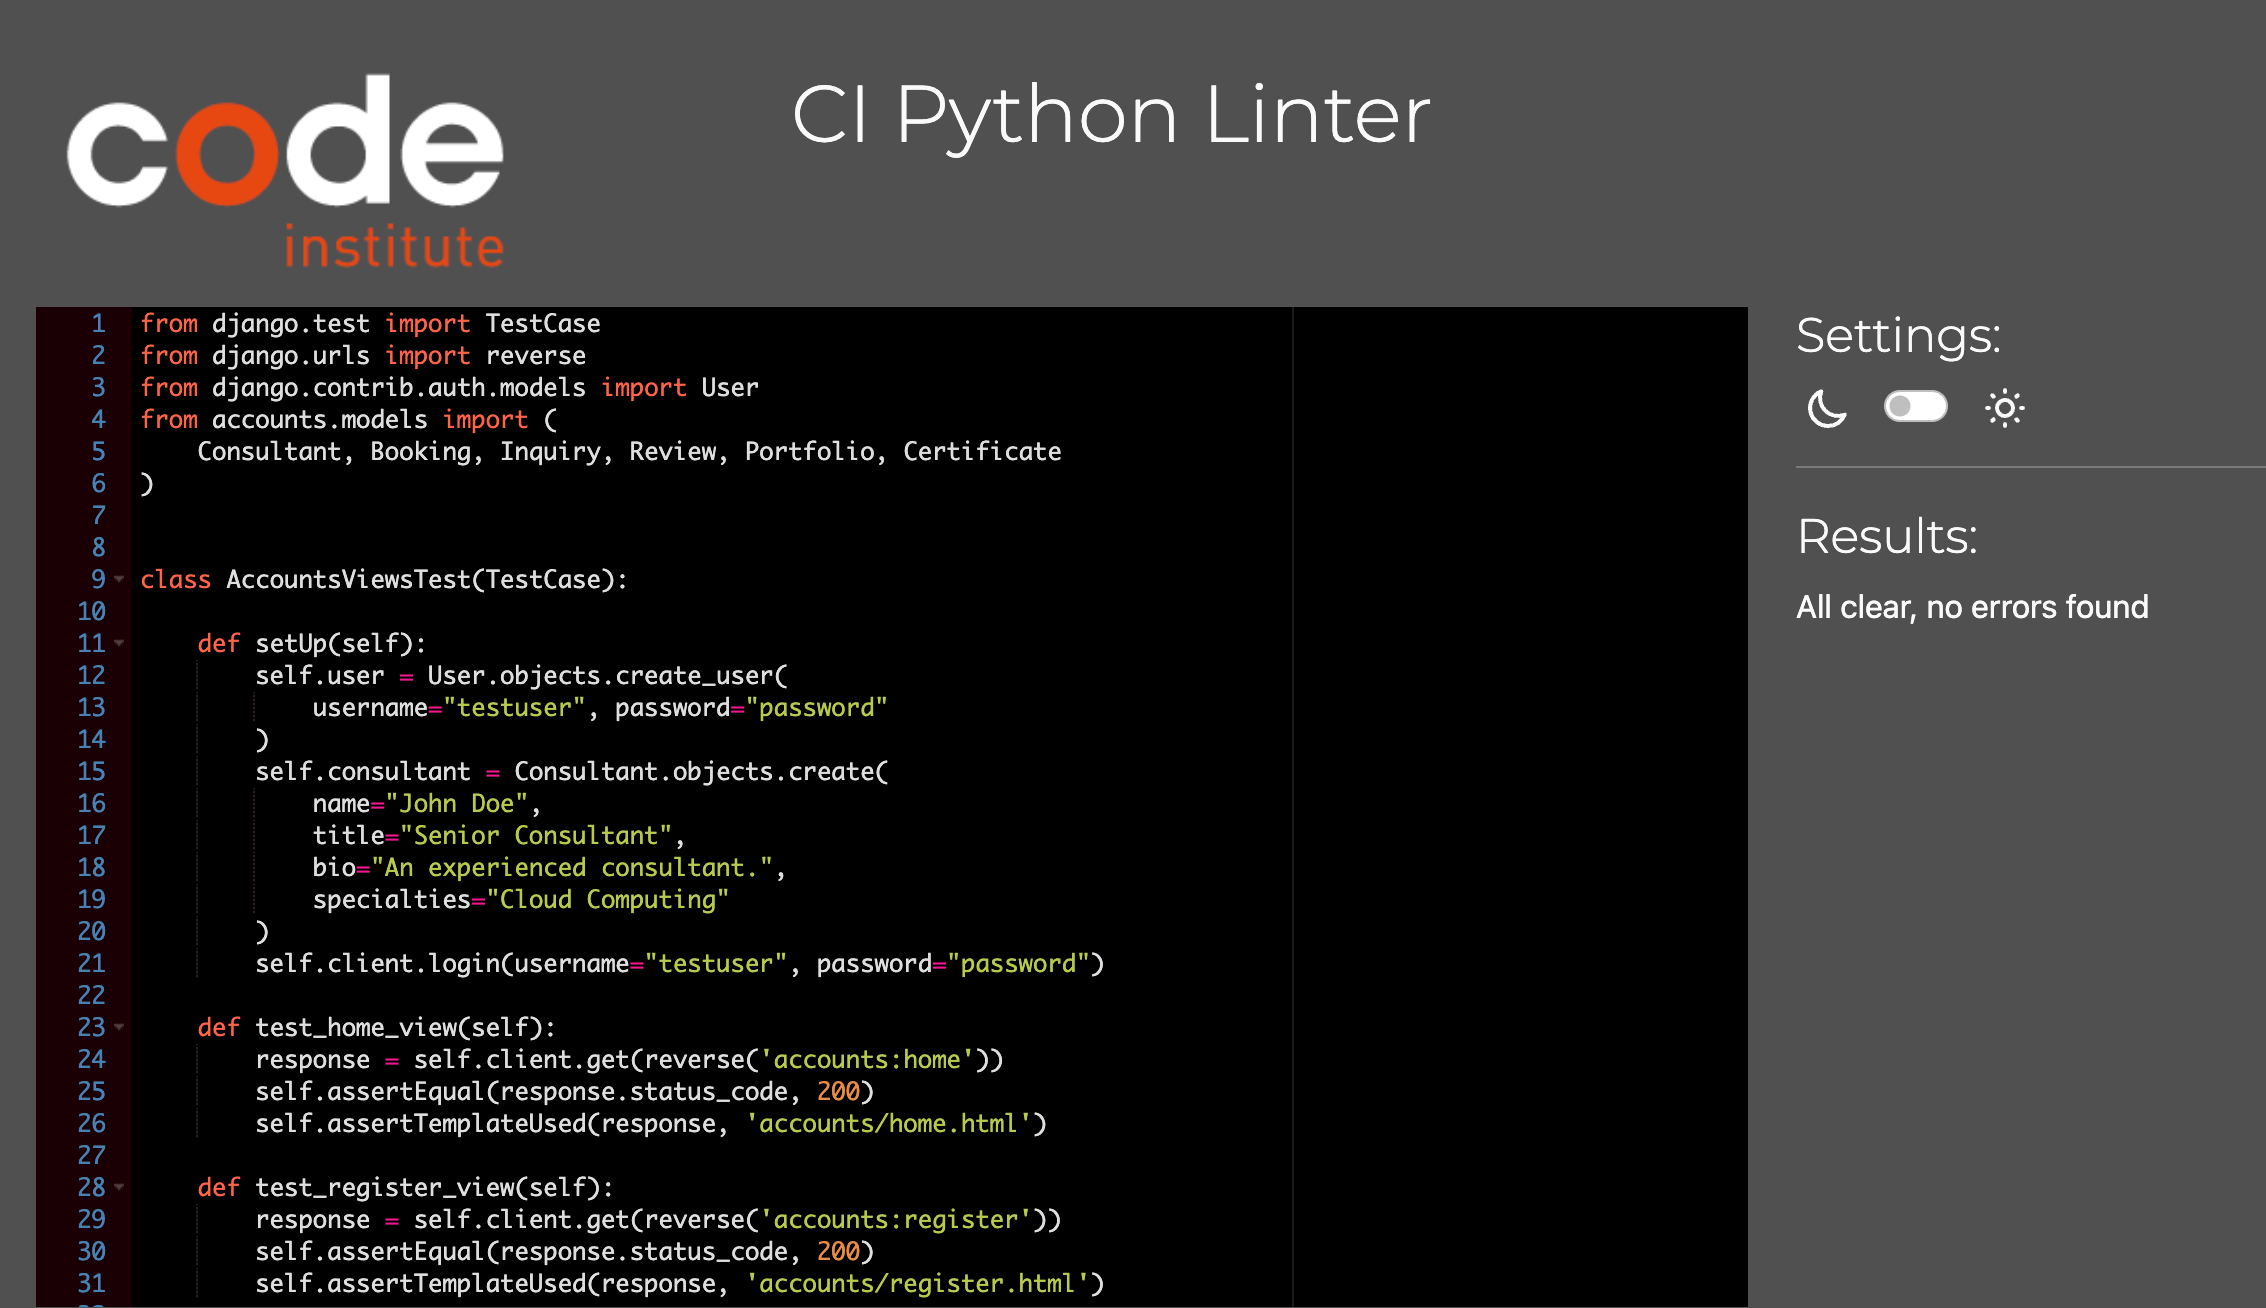 code
institute
CI Python Linter
1 from django.test import TestCase
2 from django.urls import reverse
3 from django.contrib.auth.models import User
4 from accounts.models import (
5     Consultant, Booking, Inquiry, Review, Portfolio, Certificate
6 )
7
8
9 class AccountsViewsTest(TestCase):
10
11     def setUp(self):
12         self.user = User.objects.create_user(
13             username="testuser", password="password"
14         )
15         self.consultant = Consultant.objects.create(
16             name="John Doe",
17             title="Senior Consultant",
18             bio="An experienced consultant.",
19             specialties="Cloud Computing"
20         )
21         self.client.login(username="testuser", password="password")
22
23     def test_home_view(self):
24         response = self.client.get(reverse('accounts:home'))
25         self.assertEqual(response.status_code, 200)
26         self.assertTemplateUsed(response, 'accounts/home.html')
27
28     def test_register_view(self):
29         response = self.client.get(reverse('accounts:register'))
30         self.assertEqual(response.status_code, 200)
31         self.assertTemplateUsed(response, 'accounts/register.html')
Settings:
Results:
All clear, no errors found